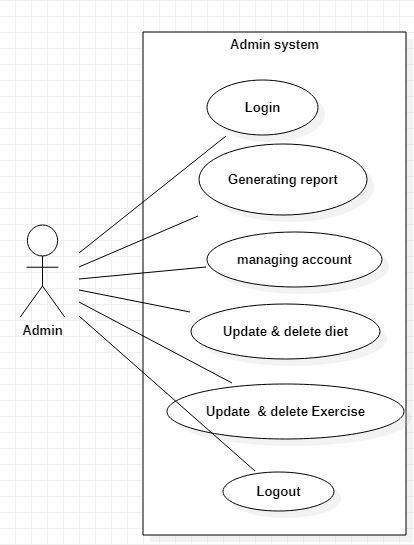 Admin system
Login
Generating report
managing account
Admin
Update & delete diet
Update & delete Exercise
Logout